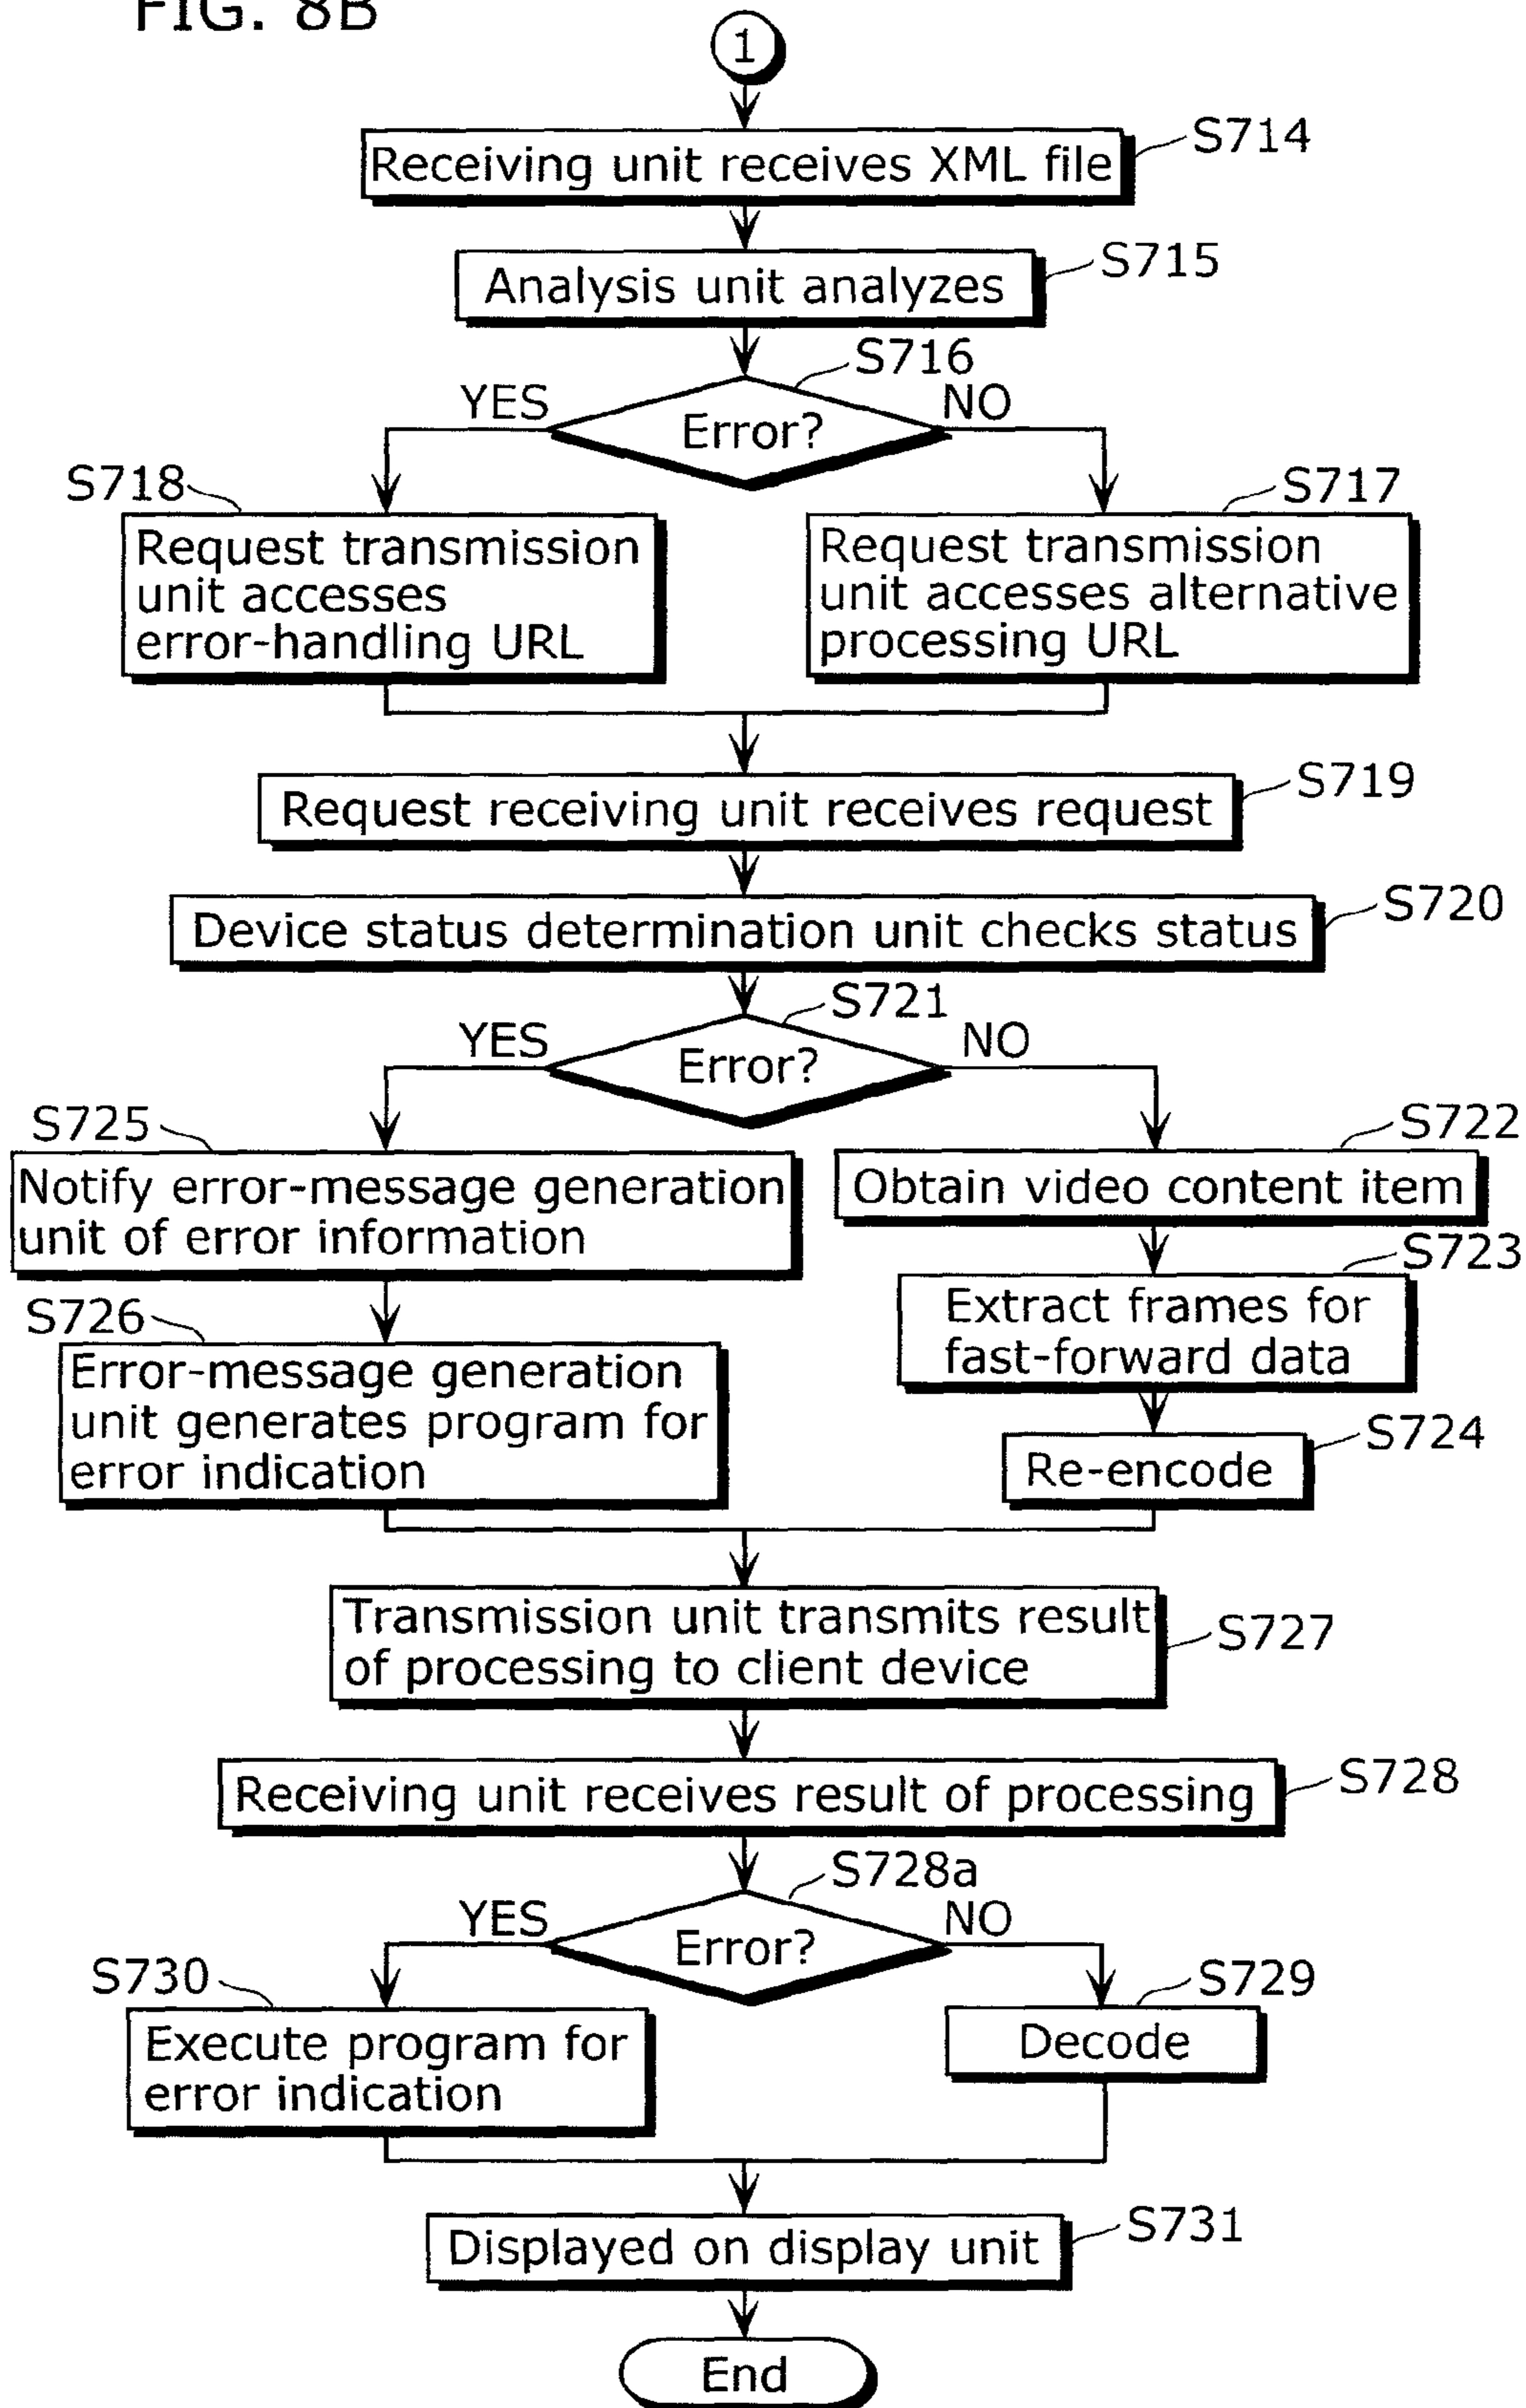 FIG. 8B
1
Receiving unit receives XML file
S714
Analysis unit analyzes
S715
S716
YES
Error?
NO
S718
Request transmission
unit accesses
error-handling URL
S717
Request transmission
unit accesses alternative
processing URL
Request receiving unit receives request
S719
Device status determination unit checks status
S720
S721
YES
Error?
NO
S725
Notify error-message generation
unit of error information
S722
Obtain video content item
S723
Extract frames for
fast-forward data
S726
Error-message generation
unit generates program for
error indication
S724
Re-encode
Transmission unit transmits result
of processing to client device
S727
Receiving unit receives result of processing
S728
S728a
YES
Error?
NO
S730
Execute program for
error indication
S729
Decode
Displayed on display unit
S731
End